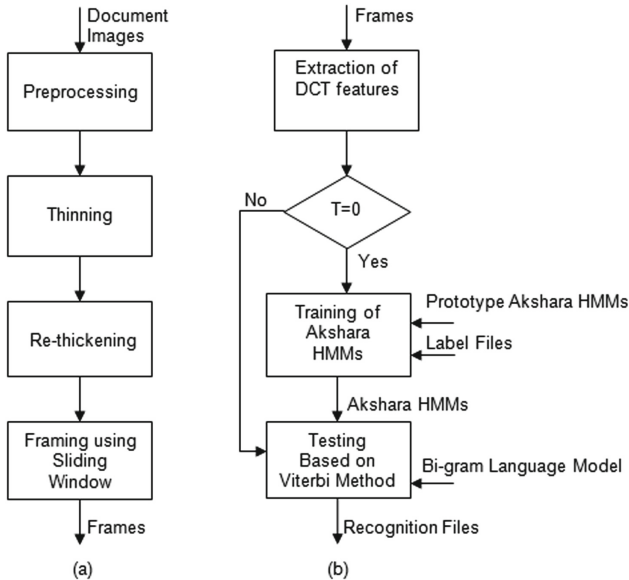 Document
Images
Preprocessing
Thinning
Re-thickening
Framing using
Sliding
Window
Frames
(a)
Frames
Extraction of
DCT features
T=0
No
Yes
Training of
Akshara
HMMs
Prototype Akshara HMMs
Label Files
Akshara HMMs
Testing
Based on
Viterbi Method
Bi-gram Language Model
Recognition Files
(b)